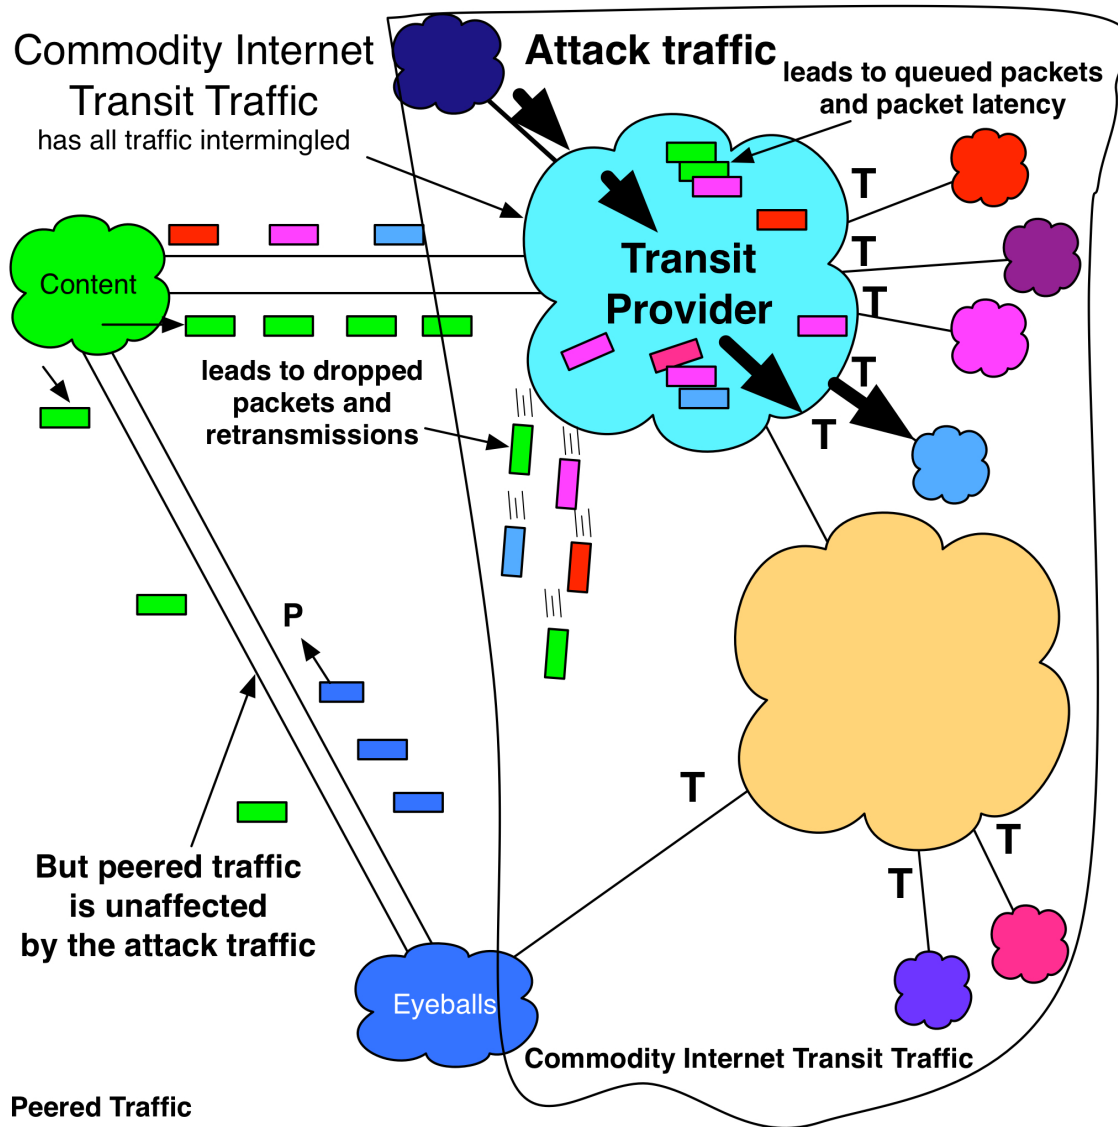 Commodity Internet
Transit Traffic
has all traffic intermingled
Attack traffic
leads to queued packets
and packet latency
T
T
T
T
T
Transit
Provider
Content
leads to dropped
packets and
retransmissions
P
But peered traffic
is unaffected
by the attack traffic
T
T
T
Eyeballs
Commodity Internet Transit Traffic
Peered Traffic